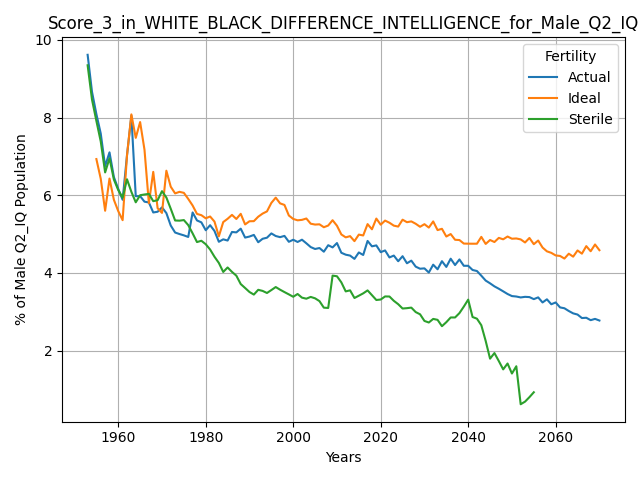 Score_3_in_WHITE_BLACK_DIFFERENCE_INTELLIGENCE_for_Male_Q2_IQ
% of Male Q2_IQ Population
10
8
6
4
2
Fertility
Actual
Ideal
Sterile
1960
1980
2000
2020
2040
2060
Years